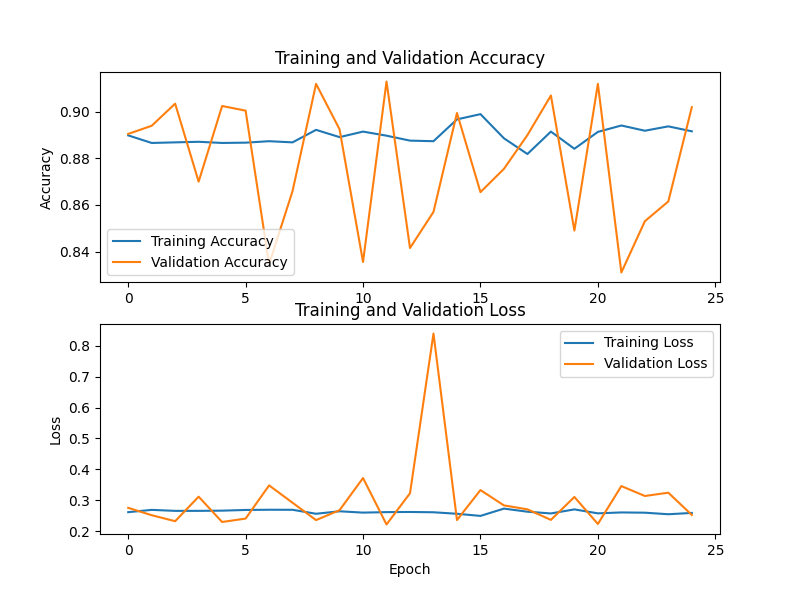 Training and Validation Accuracy
Accuracy
0.90
0.88
0.86
0.84
Training Accuracy
Validation Accuracy
0 5 10 15 20 25
Training and Validation Loss
Loss
0.8
0.7
0.6
0.5
0.4
0.3
0.2
Training Loss
Validation Loss
0 5 10 15 20 25
Epoch